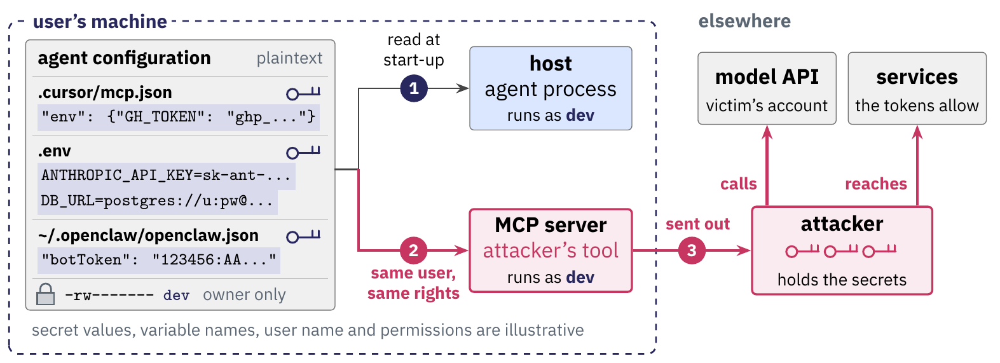 user's machine
agent configuration plaintext
.cursor/mcp.json
"env": {"GH_TOKEN": "ghp_..."}
.env
ANTHROPIC_API_KEY=sk-ant-...
DB_URL=postgres://u:pw@...
~/.openclaw/openclaw.json
"botToken": "123456:AA..."
-rw------- dev owner only
secret values, variable names, user name and permissions are illustrative
read at
start-up
1
host
agent process
runs as dev
2
same user,
same rights
MCP server
attacker's tool
runs as dev
elsewhere
model API
victim's account
services
the tokens allow
calls
reaches
sent out
3
attacker
holds the secrets